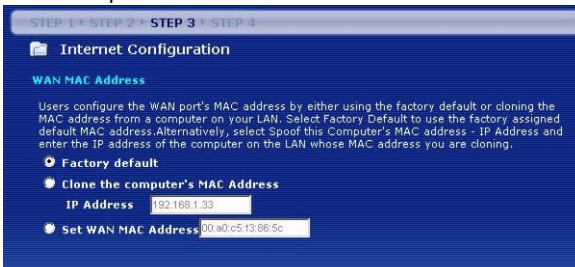 STEP 1 STEP 2 STEP 3 STEP 4
Internet Configuration
WAN MAC Address
Users configure the WAN port's MAC address by either using the factory default or cloning the
MAC address from a computer on your LAN. Select Factory Default to use the factory assigned
default MAC address.Alternatively, select Spoof this Computer's MAC address - IP Address and
enter the IP address of the computer on the LAN whose MAC address you are cloning.
Factory default
Clone the computer's MAC Address
IP Address 192.168.1.33
Set WAN MAC Address 00:a0:c5:f3:86:5c